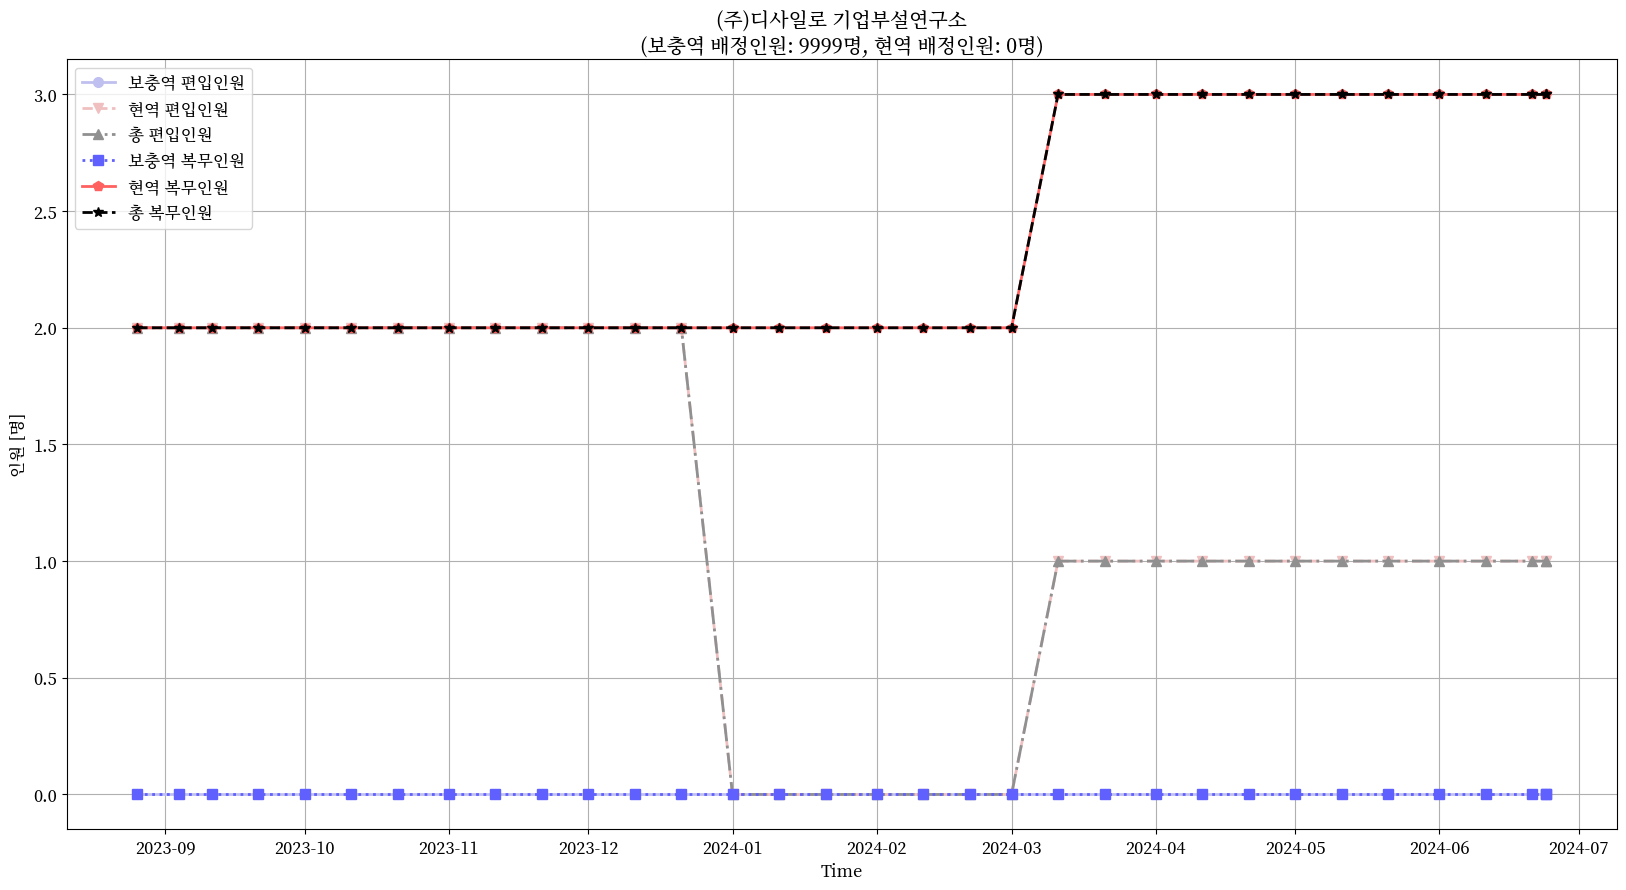 (주)디사일로 기업부설연구소
(보충역 배정인원: 9999명, 현역 배정인원: 0명)
보충역 편입인원
현역 편입인원
총 편입인원
보충역 복무인원
현역 복무인원
총 복무인원
3.0
2.5
2.0
1.5
1.0
0.5
0.0
인원 [명]
2023-09 2023-10 2023-11 2023-12 2024-01 2024-02 2024-03 2024-04 2024-05 2024-06 2024-07
Time